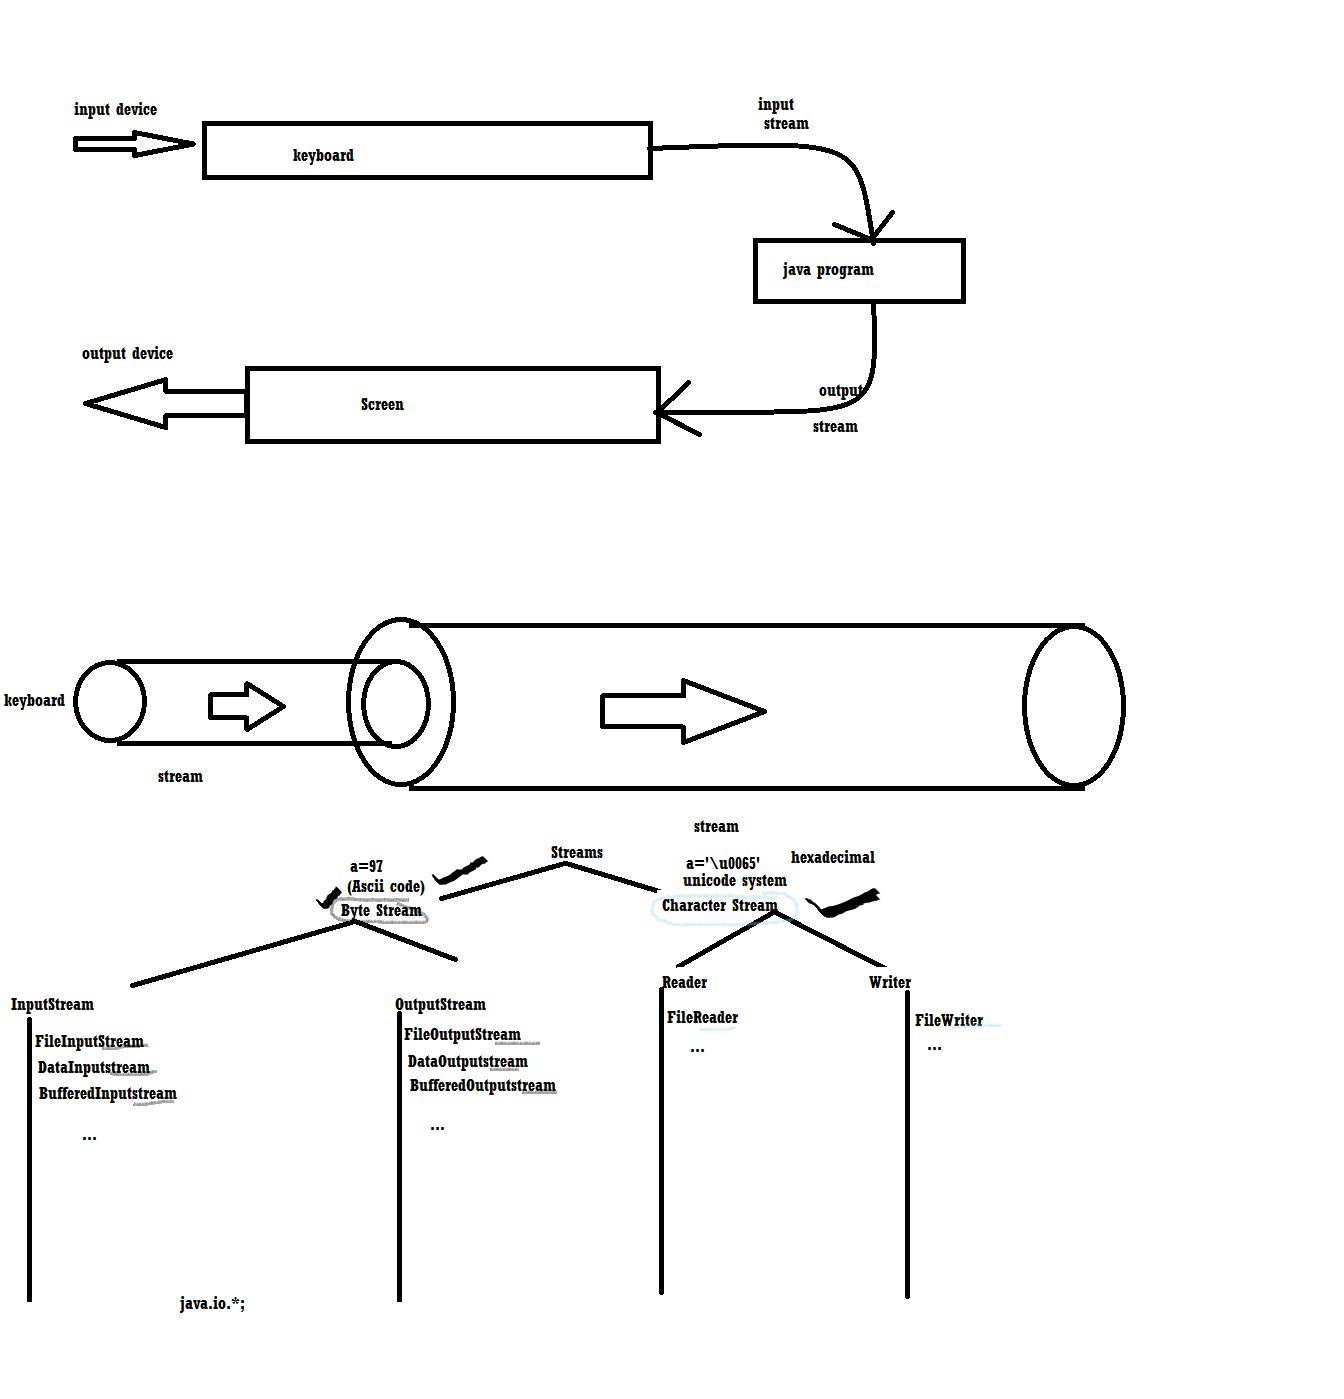 input device
keyboard
input
stream
java program
output device
Screen
output
stream
keyboard
stream
stream
Streams
a=97
(Ascii code)
Byte Stream
a='\u0065'
hexadecimal
unicode system
Character Stream
InputStream
FileInputStream
DataInputstream
BufferedInputstream
...
OutputStream
FileOutputStream
DataOutputstream
BufferedOutputstream
...
Reader
FileReader
...
Writer
FileWriter
...
java.io.*;